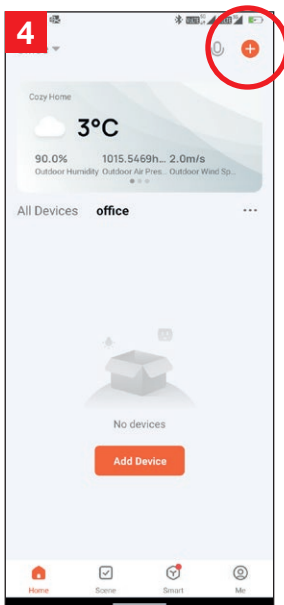 4
Cozy Home
3°C
90.0% 1015.5469h... 2.0m/s
Outdoor Humidity Outdoor Air Pres.. Outdoor Wind Sp..
All Devices office ...
No devices
Add Device
Home Scene Smart Me